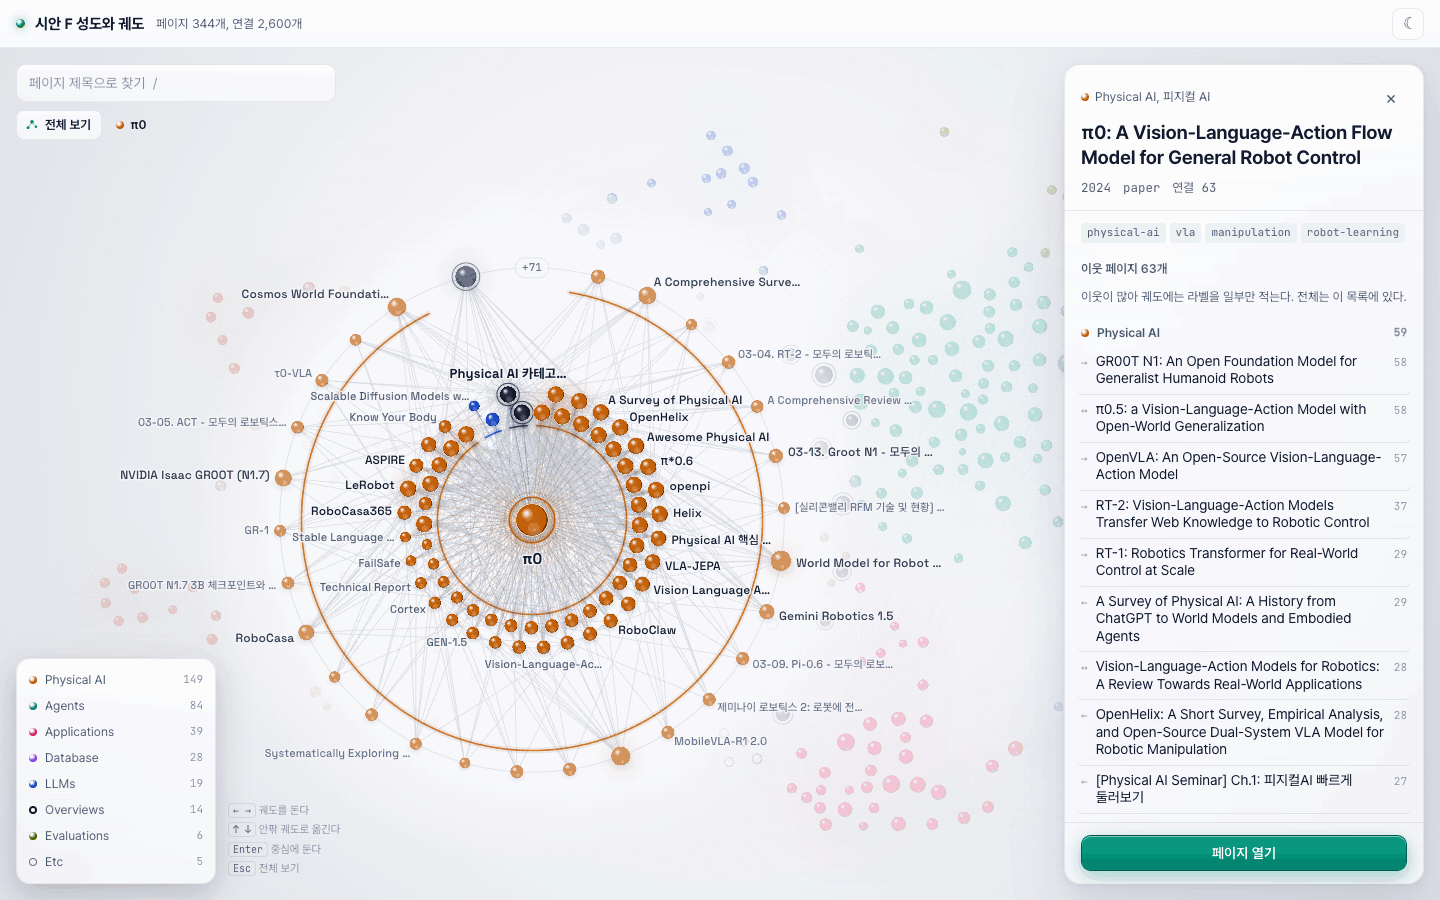 시안 F 성도와 궤도
페이지 344개, 연결 2,600개
☾
페이지 제목으로 찾기 /
전체 보기
π0
+71
Cosmos World Foundati...
A Comprehensive Surve...
03-04. RT-2 - 모두의 로보틱...
τ0-VLA
Physical AI 카테고...
Scalable Diffusion Models w...
A Survey of Physical AI
A Comprehensive Review ...
Know Your Body
OpenHelix
03-05. ACT - 모두의 로보틱스...
Awesome Physical AI
03-13. Groot N1 - 모두의 ...
ASPIRE
π*0.6
NVIDIA Isaac GROOT (N1.7)
LeRobot
openpi
RoboCasa365
Helix
[실리콘밸리 RFM 기술 및 현황] ...
GR-1
Stable Language ...
Physical AI 핵심 ...
π0
FailSafe
VLA-JEPA
World Model for Robot ...
GROOT N1.7 3B 체크포인트와 ...
Technical Report
Vision Language A...
Cortex
Gemini Robotics 1.5
RoboCasa
GEN-1.5
RoboClaw
Vision-Language-Ac...
03-09. Pi-0.6 - 모두의 로보...
제미나이 로보틱스 2: 로봇에 전...
Systematically Exploring ...
MobileVLA-R1 2.0
Physical AI 149
Agents 84
Applications 39
Database 28
LLMs 19
Overviews 14
Evaluations 6
Etc 5
← → 궤도를 돈다
↑ ↓ 안팎 궤도로 옮긴다
Enter 중심에 둔다
Esc 전체 보기
Physical AI, 피지컬 AI
×
π0: A Vision-Language-Action Flow
Model for General Robot Control
2024 paper 연결 63
physical-ai vla manipulation robot-learning
이웃 페이지 63개
이웃이 많아 궤도에는 라벨을 일부만 적는다. 전체는 이 목록에 있다.
Physical AI 59
← GR00T N1: An Open Foundation Model for 58
Generalist Humanoid Robots
↔ π0.5: a Vision-Language-Action Model with 58
Open-World Generalization
↔ OpenVLA: An Open-Source Vision-Language- 57
Action Model
→ RT-2: Vision-Language-Action Models 37
Transfer Web Knowledge to Robotic Control
→ RT-1: Robotics Transformer for Real-World 29
Control at Scale
← A Survey of Physical AI: A History from 29
ChatGPT to World Models and Embodied
Agents
↔ Vision-Language-Action Models for Robotics: 28
A Review Towards Real-World Applications
← OpenHelix: A Short Survey, Empirical Analysis, 28
and Open-Source Dual-System VLA Model for
Robotic Manipulation
← [Physical AI Seminar] Ch.1: 피지컬AI 빠르게 27
둘러보기
페이지 열기